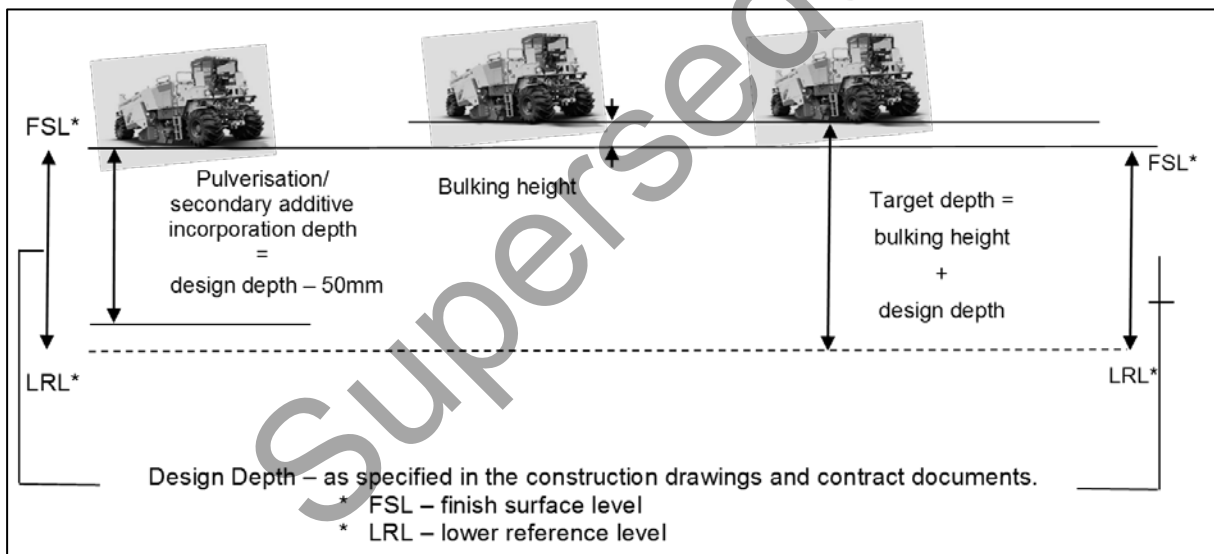 FSL*
Pulverisation/
secondary additive
incorporation depth
=
design depth – 50mm
Bulking height
Target depth =
bulking height
+
design depth
FSL*
LRL*
LRL*
Design Depth – as specified in the construction drawings and contract documents.
* FSL – finish surface level
* LRL – lower reference level
Supersed